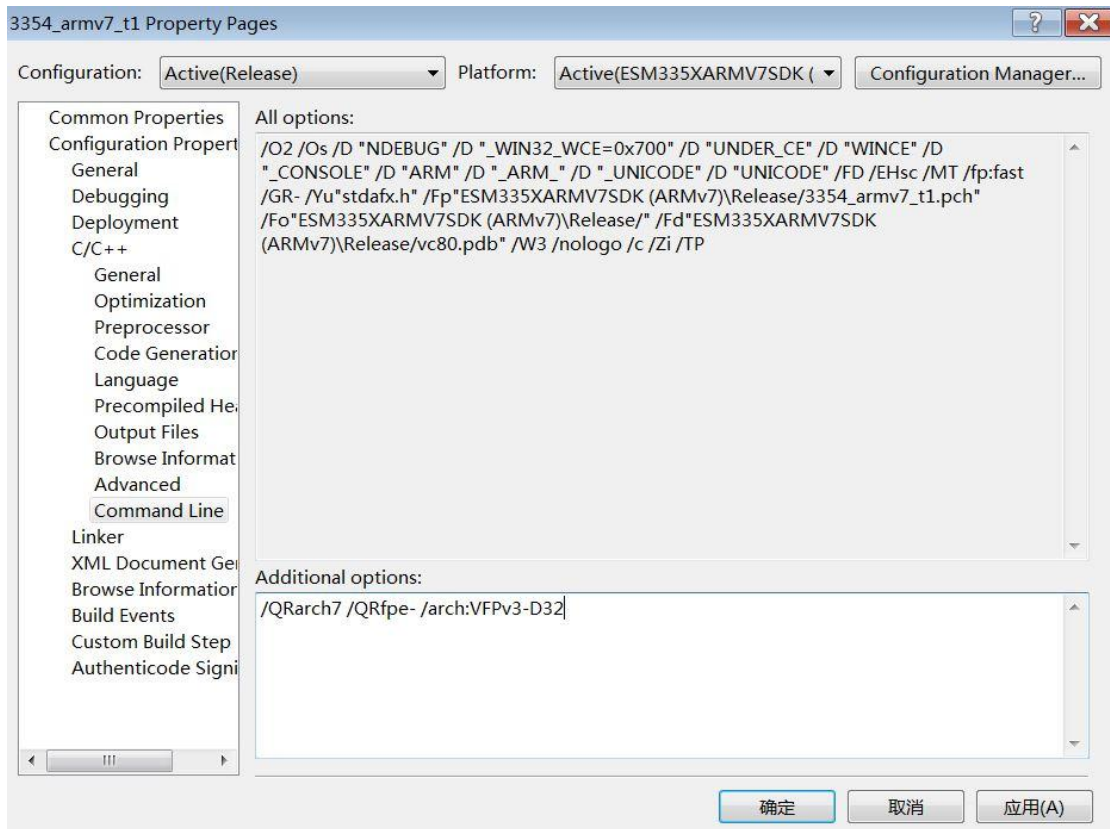 3354_armv7_t1 Property Pages
Configuration: Active(Release) Platform: Active(ESM335XARMV7SDK ( Configuration Manager...
Common Properties
Configuration Propert
General
Debugging
Deployment
C/C++
General
Optimization
Preprocessor
Code Generation
Language
Precompiled Hea
Output Files
Browse Informat
Advanced
Command Line
Linker
XML Document Gen
Browse Information
Build Events
Custom Build Step
Authenticode Signi
All options:
/O2 /Os /D "NDEBUG" /D "_WIN32_WCE=0x700" /D "UNDER_CE" /D "WINCE" /D
"_CONSOLE" /D "ARM" /D "_ARM_" /D "_UNICODE" /D "UNICODE" /FD /EHsc /MT /fp:fast
/GR- /Yu"stdafx.h" /Fp"ESM335XARMV7SDK (ARMv7)\Release/3354_armv7_t1.pch"
/Fo"ESM335XARMV7SDK (ARMv7)\Release/" /Fd"ESM335XARMV7SDK
(ARMv7)\Release/vc80.pdb" /W3 /nologo /c /Zi /TP
Additional options:
/QRarch7 /QRfpe- /arch:VFPv3-D32
确定 取消 应用(A)